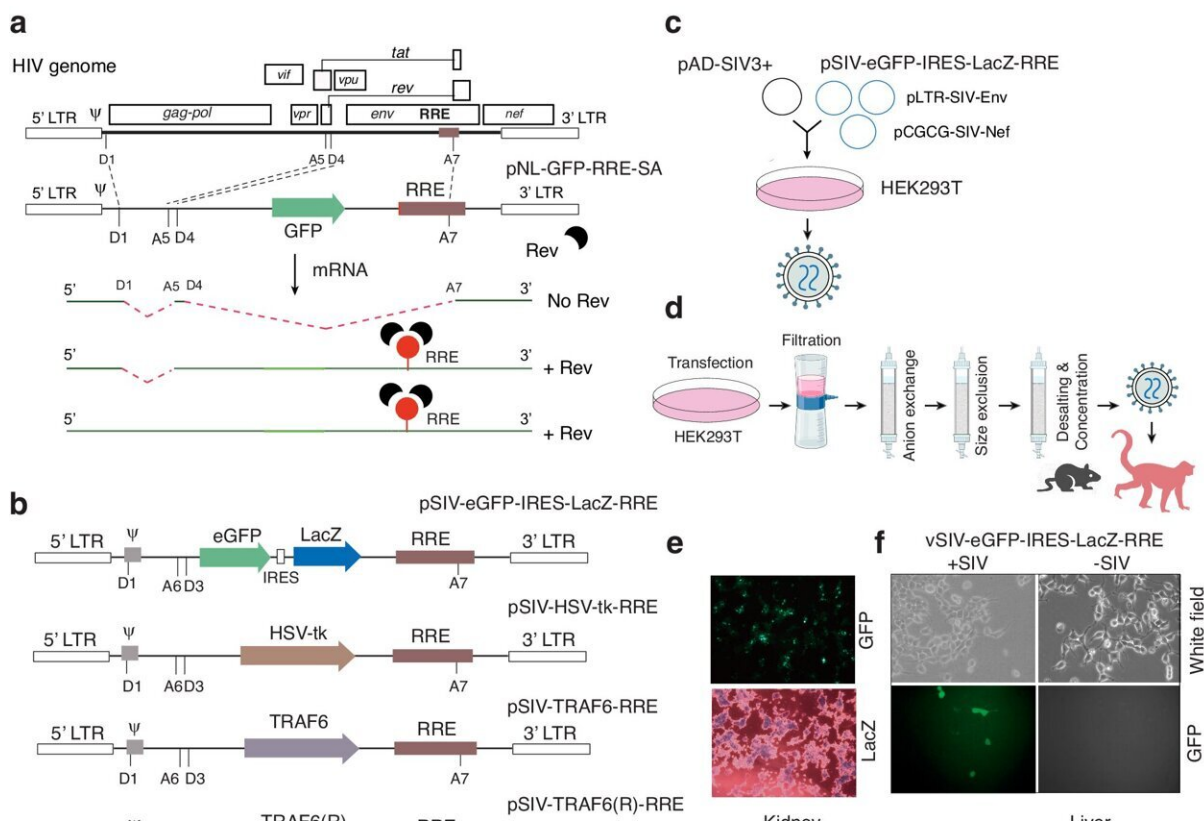 a
HIV genome
tat
vif
vpu
rev
5' LTR
ψ
gag-pol
vpr
env
RRE
nef
3' LTR
D1
A5
D4
A7
pNL-GFP-RRE-SA
5' LTR
ψ
RRE
3' LTR
D1
A5
D4
GFP
A7
Rev
mRNA
5'
D1
A5
D4
A7
3'
No Rev
5'
RRE
3'
+ Rev
5'
RRE
3'
+ Rev
b
pSIV-eGFP-IRES-LacZ-RRE
5' LTR
ψ
eGFP
LacZ
RRE
3' LTR
D1
A6
D3
IRES
A7
pSIV-HSV-tk-RRE
5' LTR
ψ
HSV-tk
RRE
3' LTR
D1
A6
D3
A7
pSIV-TRAF6-RRE
5' LTR
ψ
TRAF6
RRE
3' LTR
D1
A6
D3
A7
pSIV-TRAF6(R)-RRE
TRAF6(R)
RRE
c
pAD-SIV3+
pSIV-eGFP-IRES-LacZ-RRE
pLTR-SIV-Env
pCGCG-SIV-Nef
HEK293T
d
Transfection
HEK293T
Filtration
Anion exchange
Size exclusion
Desalting &
Concentration
e
GFP
LacZ
f
vSIV-eGFP-IRES-LacZ-RRE
+SIV
-SIV
White field
GFP
Kidney
Liver